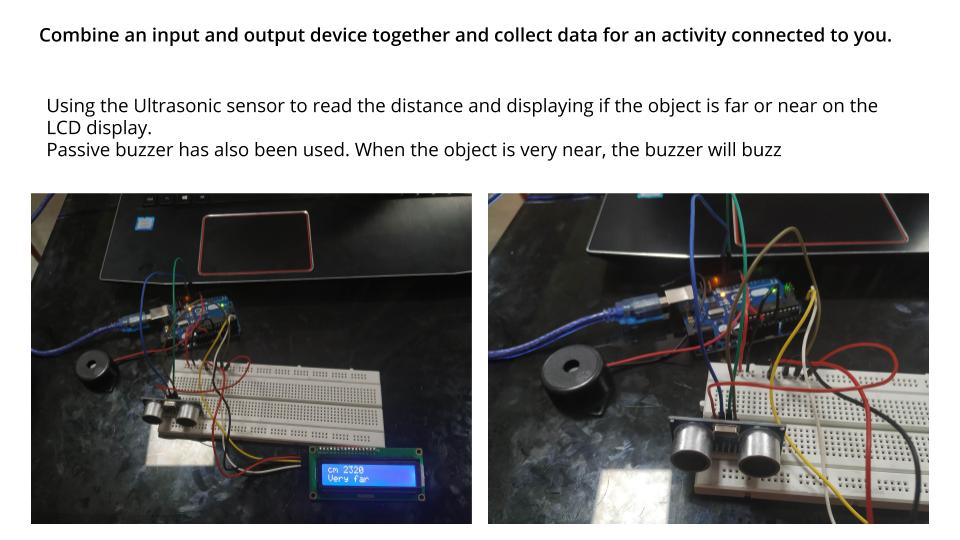 Combine an input and output device together and collect data for an activity connected to you.
Using the Ultrasonic sensor to read the distance and displaying if the object is far or near on the
LCD display.
Passive buzzer has also been used. When the object is very near, the buzzer will buzz
cm 2320
Very far